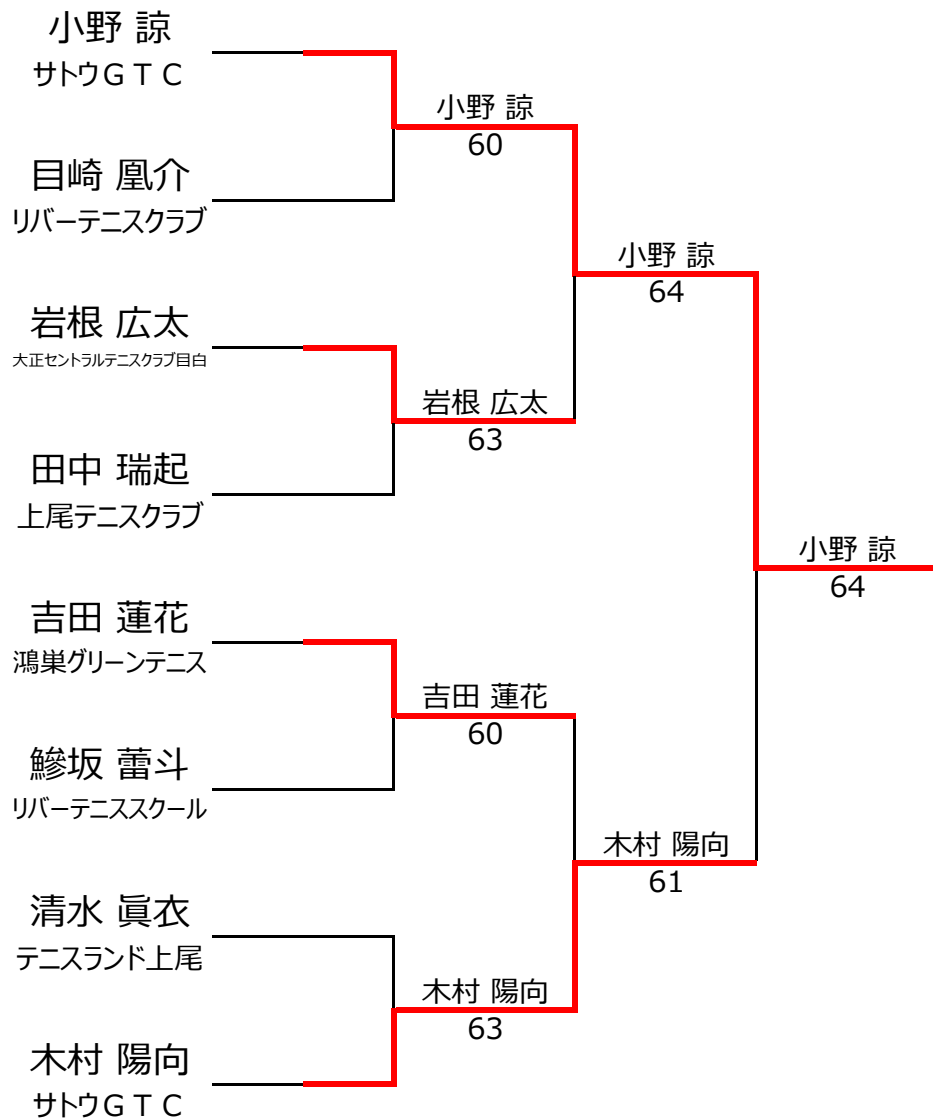 小野 諒
サトウＧＴＣ
目崎 凰介
リバーテニスクラブ
岩根 広太
大正セントラルテニスクラブ目白
田中 瑞起
上尾テニスクラブ
吉田 蓮花
鴻巣グリーンテニス
鰺坂 蕾斗
リバーテニススクール
清水 眞衣
テニスランド上尾
木村 陽向
サトウＧＴＣ
小野 諒
60
岩根 広太
63
吉田 蓮花
60
木村 陽向
63
小野 諒
64
木村 陽向
61
小野 諒
64